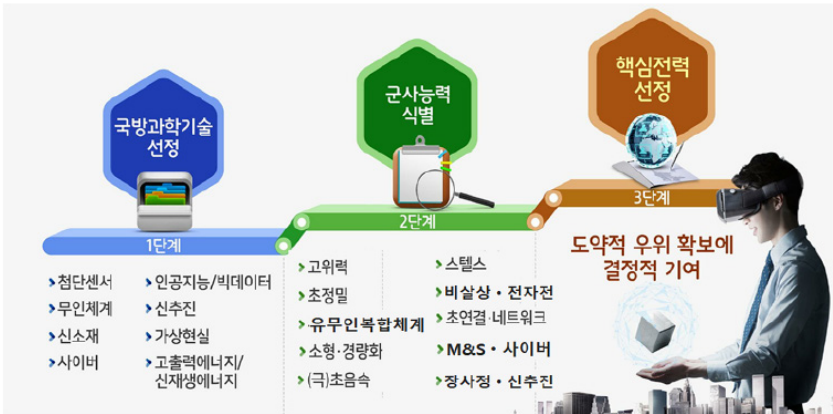 국방과학기술
선정
1단계
첨단센서
무인체계
신소재
사이버
인공지능/빅데이터
신추진
가상현실
고출력에너지/
신재생에너지
군사능력
식별
2단계
고위력
초정밀
유무인복합체계
소형·경량화
(극)초음속
스텔스
비살상·전자전
초연결·네트워크
M&S·사이버
장사정·신추진
핵심전력
선정
3단계
도약적 우위 확보에
결정적 기여